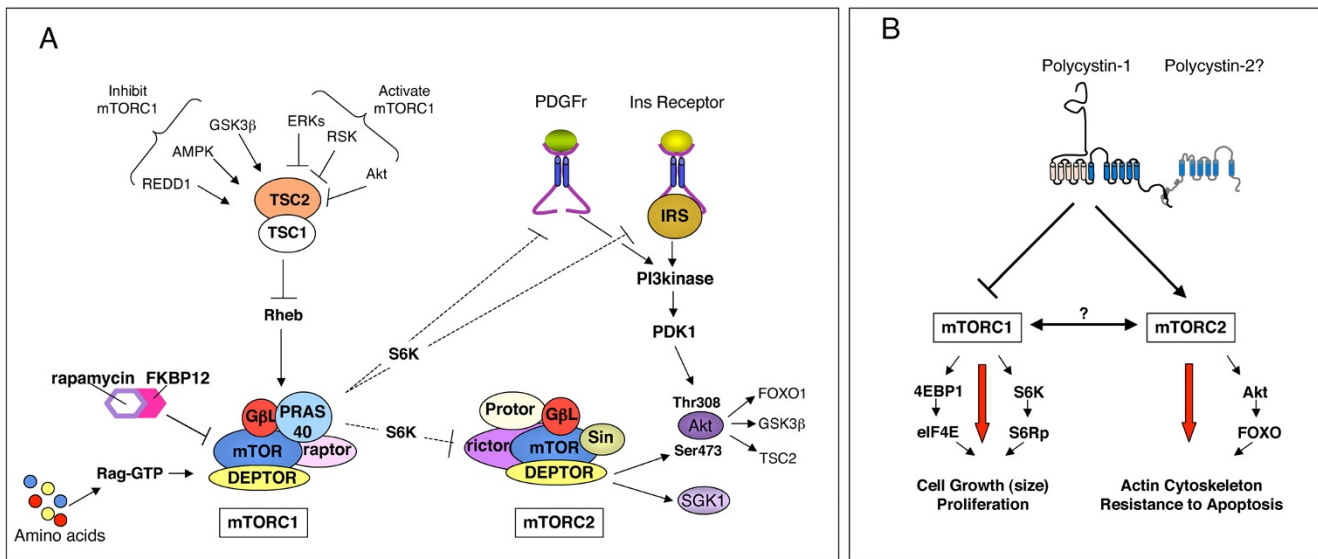 A
Inhibit
mTORC1
Activate
mTORC1
GSK3β
ERKs
RSK
AMPK
Akt
REDD1
TSC2
TSC1
Rheb
rapamycin
FKBP12
GβL
PRAS
40
mTOR
raptor
DEPTOR
Rag-GTP
Amino acids
mTORC1
PDGFr
Ins Receptor
IRS
PI3kinase
PDK1
S6K
S6K
Protor
GβL
Sin
rictor
mTOR
DEPTOR
mTORC2
Thr308
Akt
Ser473
SGK1
FOXO1
GSK3β
TSC2
B
Polycystin-1
Polycystin-2?
mTORC1
?
mTORC2
4EBP1
S6K
Akt
eIF4E
S6Rp
FOXO
Cell Growth (size)
Proliferation
Actin Cytoskeleton
Resistance to Apoptosis